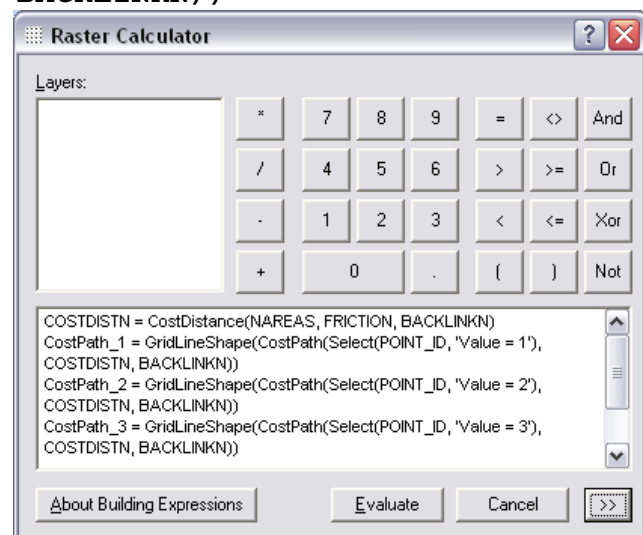 BACKLINKN))
Raster Calculator ? X
Layers:
* 7 8 9 = <> And
/ 4 5 6 > >= Or
- 1 2 3 < <= Xor
+ 0 . ( ) Not
COSTDISTN = CostDistance(NAREAS, FRICTION, BACKLINKN)
CostPath_1 = GridLineShape(CostPath(Select(POINT_ID, 'Value = 1'),
COSTDISTN, BACKLINKN))
CostPath_2 = GridLineShape(CostPath(Select(POINT_ID, 'Value = 2'),
COSTDISTN, BACKLINKN))
CostPath_3 = GridLineShape(CostPath(Select(POINT_ID, 'Value = 3'),
COSTDISTN, BACKLINKN))
About Building Expressions Evaluate Cancel >>